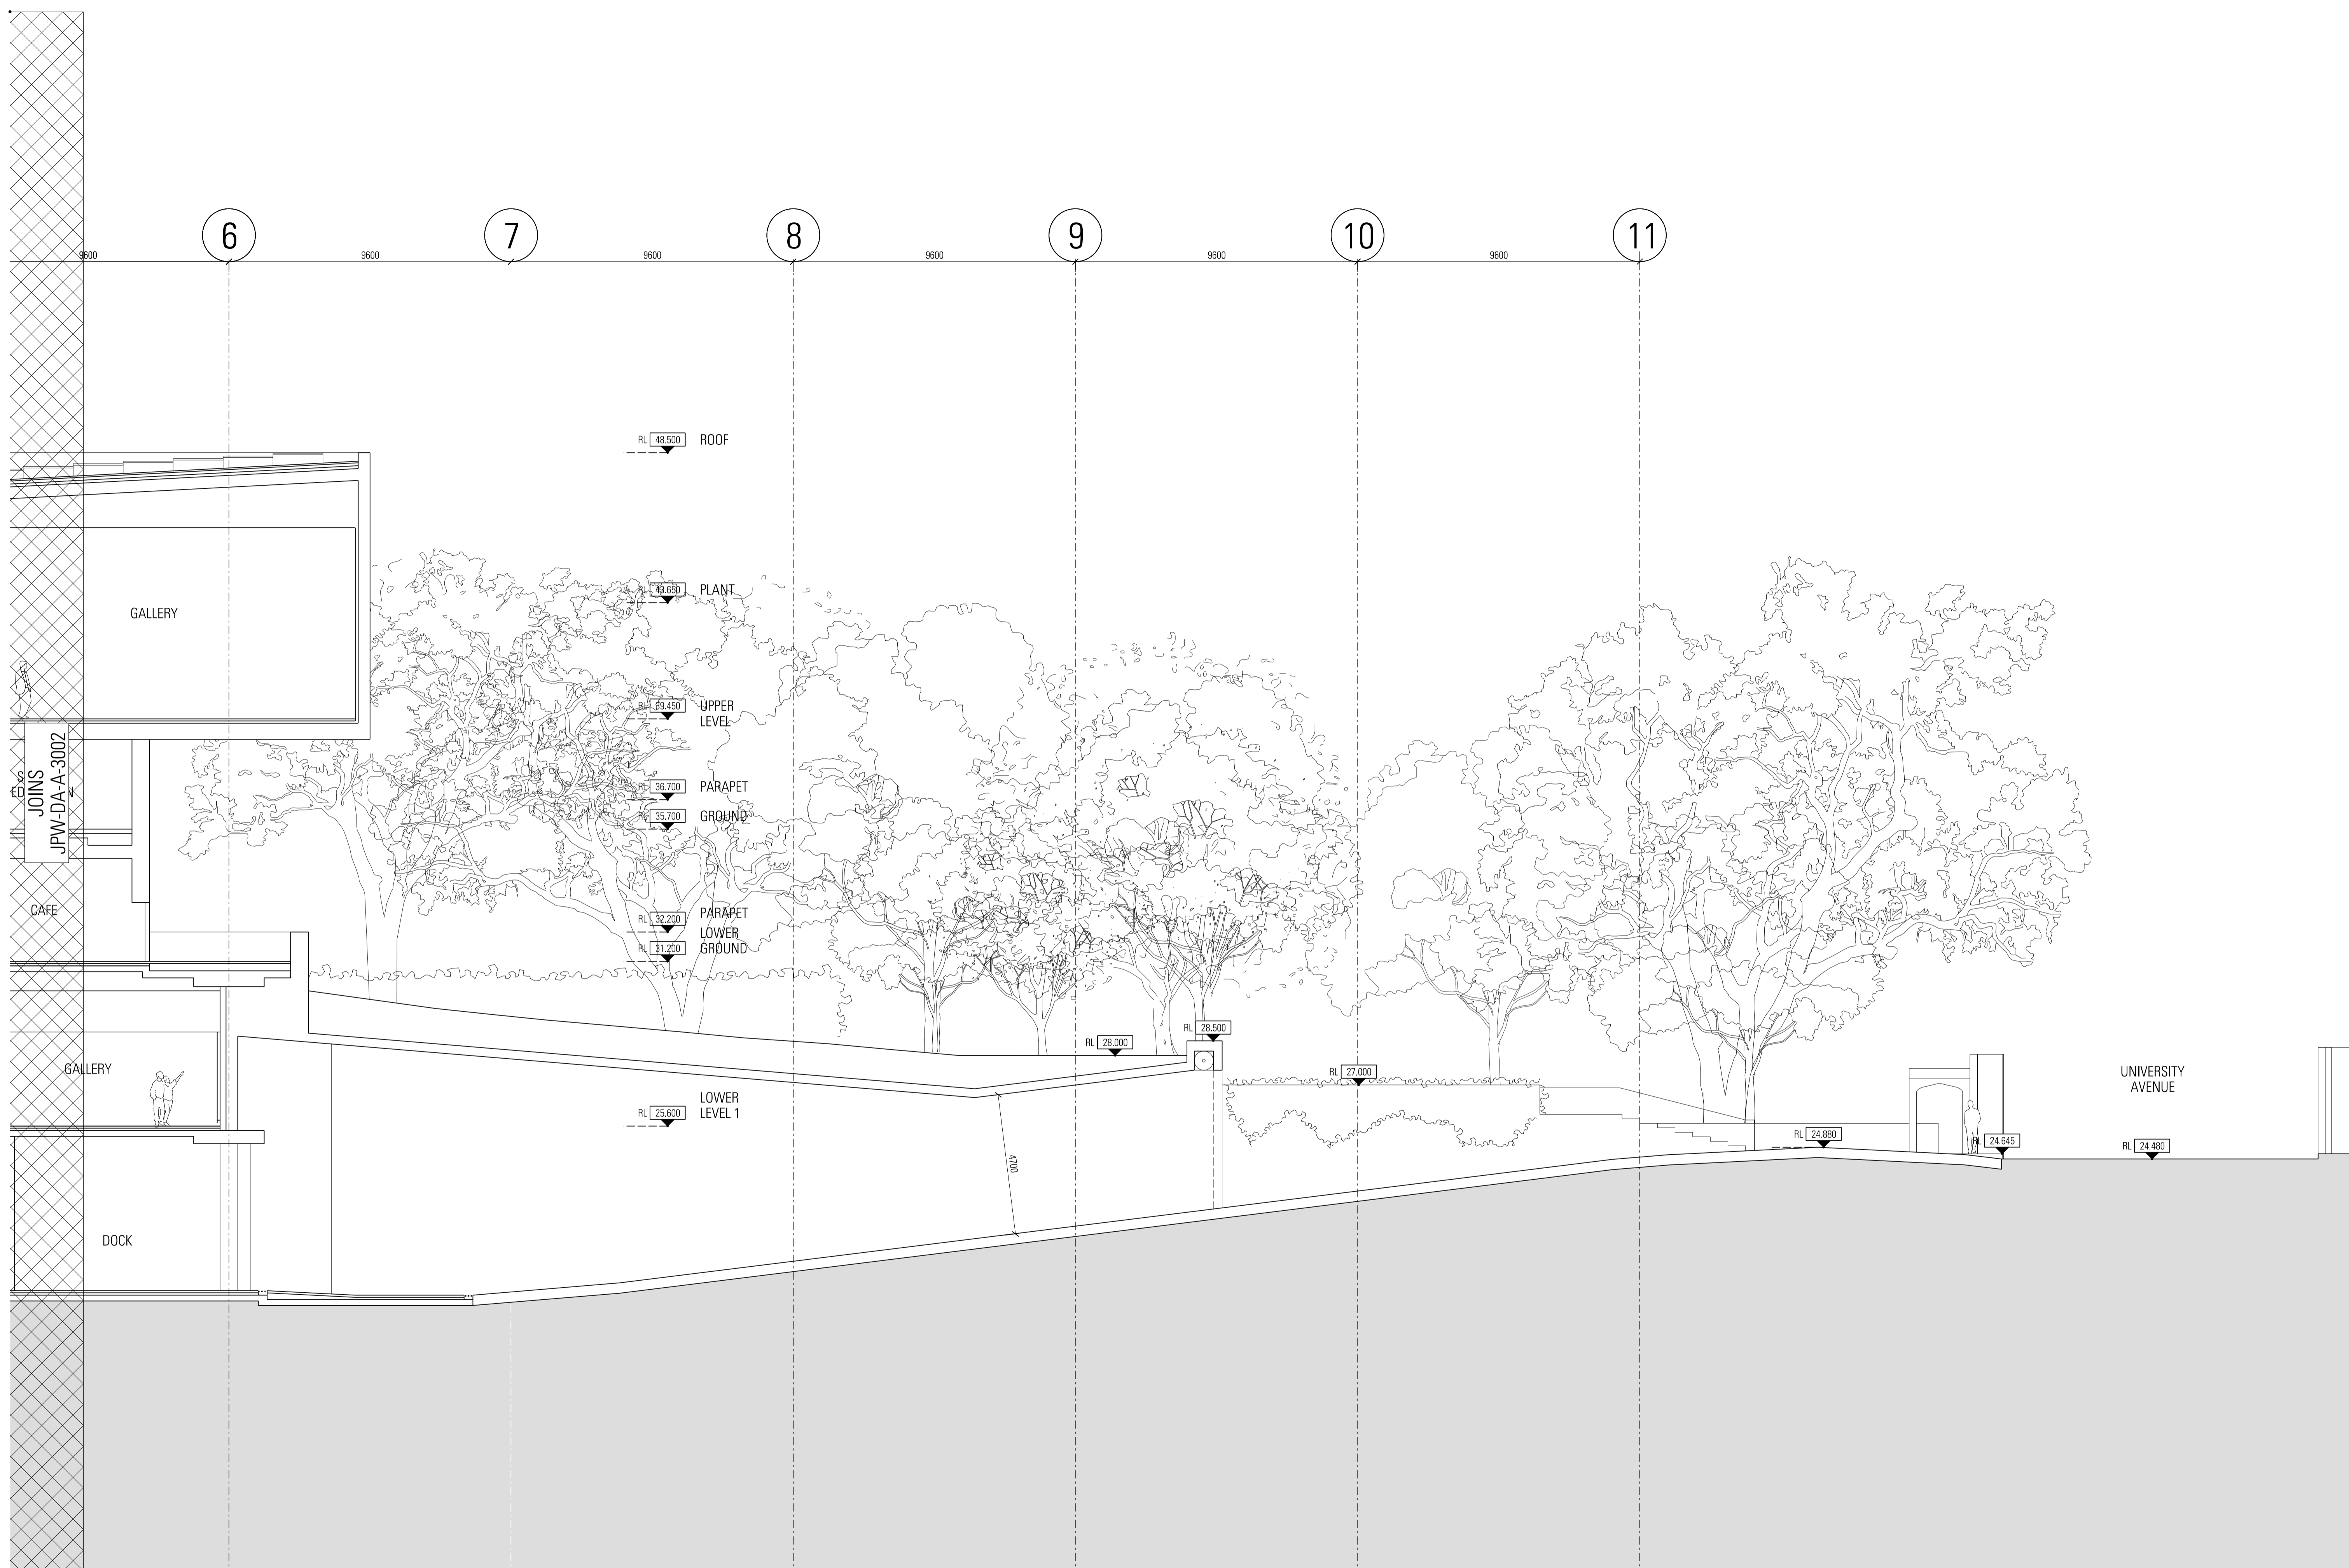 6
7
8
9
10
11
9600
9600
9600
9600
9600
9600
RL 48.500 ROOF
RL 43.650 PLANT
GALLERY
RL 39.450 UPPER
LEVEL
JOINS
JPW-DA-A-3002
RL 36.700 PARAPET
RL 35.700 GROUND
CAFE
RL 32.200 PARAPET
LOWER
RL 31.200 GROUND
RL 28.500
RL 28.000
GALLERY
RL 27.000
UNIVERSITY
AVENUE
LOWER
RL 25.600 LEVEL 1
RL 24.880
RL 24.645
RL 24.480
4700
DOCK